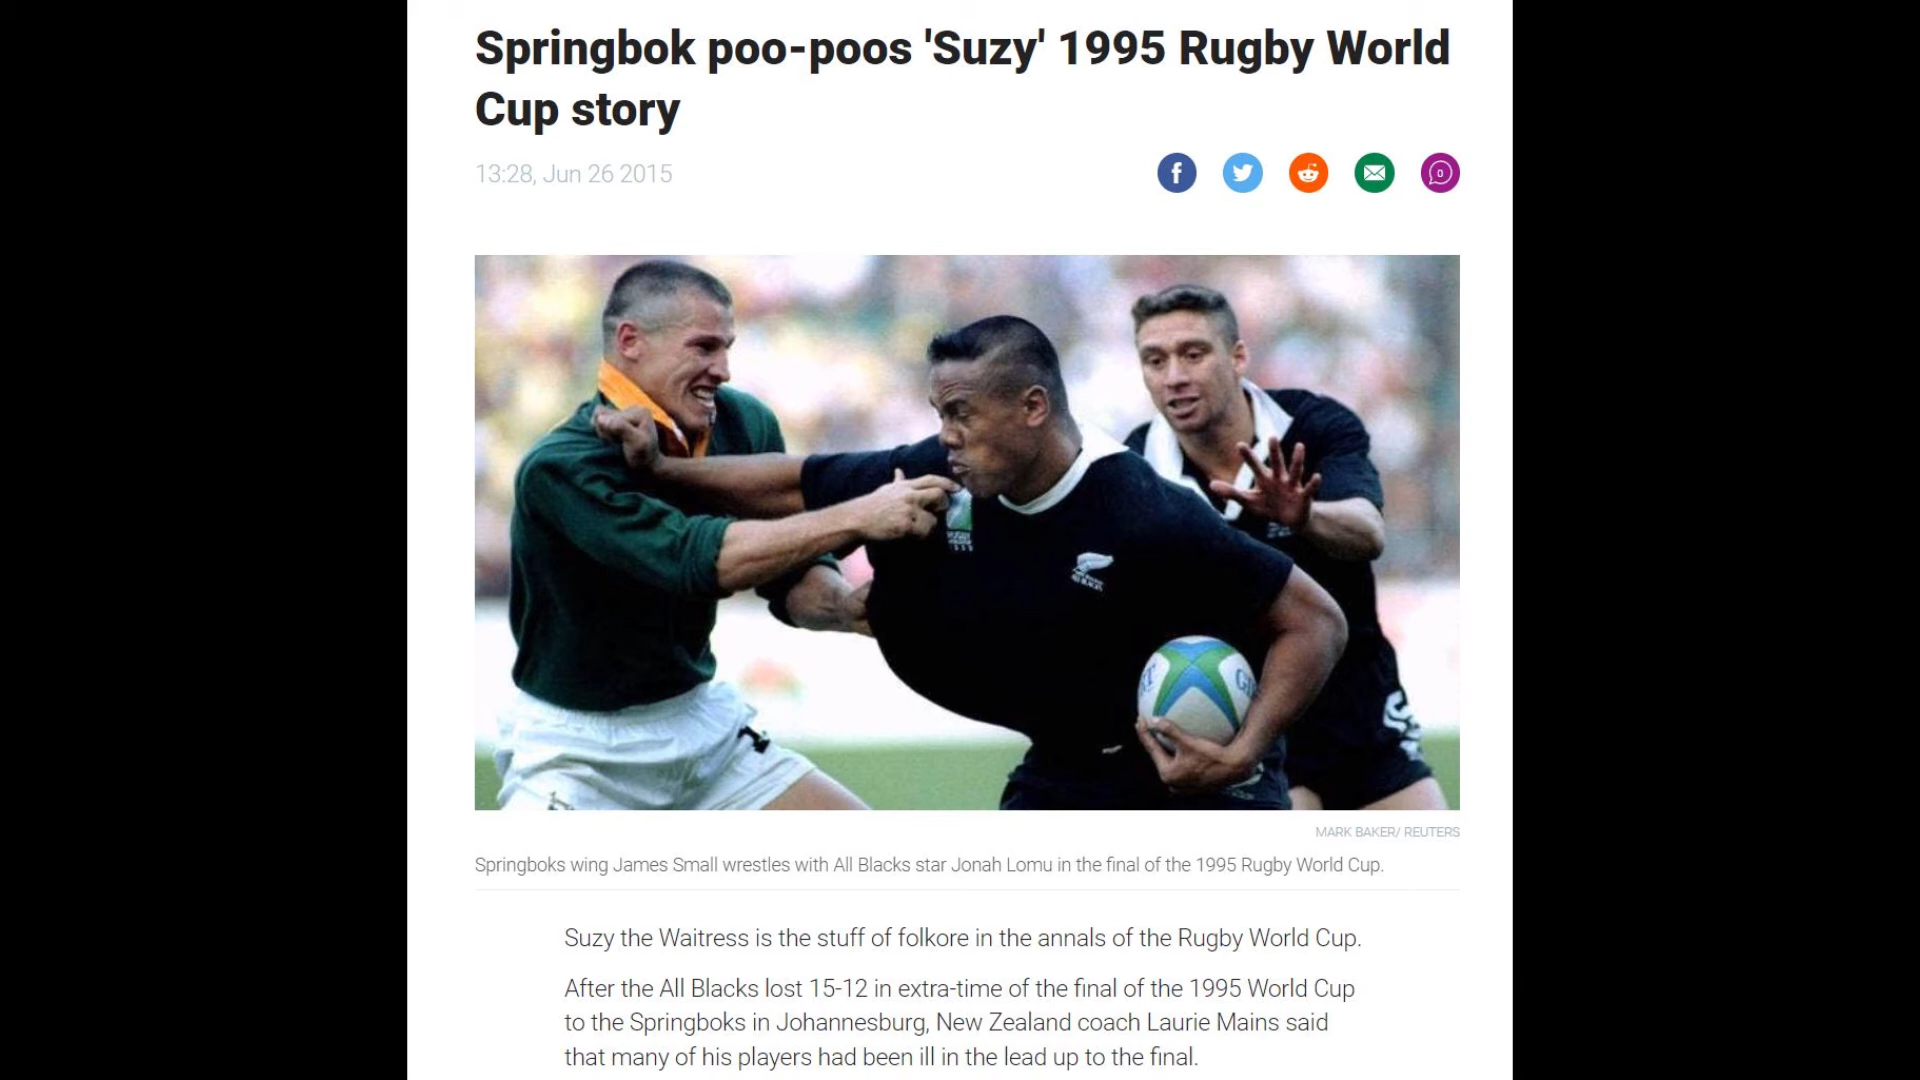 Springbok poo-poos 'Suzy' 1995 Rugby World
Cup story
13:28, Jun 26 2015
f
0
MARK BAKER/ REUTERS
Springboks wing James Small wrestles with All Blacks star Jonah Lomu in the final of the 1995 Rugby World Cup.
Suzy the Waitress is the stuff of folkore in the annals of the Rugby World Cup.
After the All Blacks lost 15-12 in extra-time of the final of the 1995 World Cup
to the Springboks in Johannesburg, New Zealand coach Laurie Mains said
that many of his players had been ill in the lead up to the final.